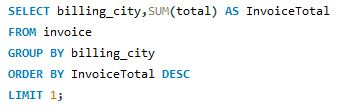 SELECT billing_city,SUM(total) AS InvoiceTotal
FROM invoice
GROUP BY billing_city
ORDER BY InvoiceTotal DESC
LIMIT 1;